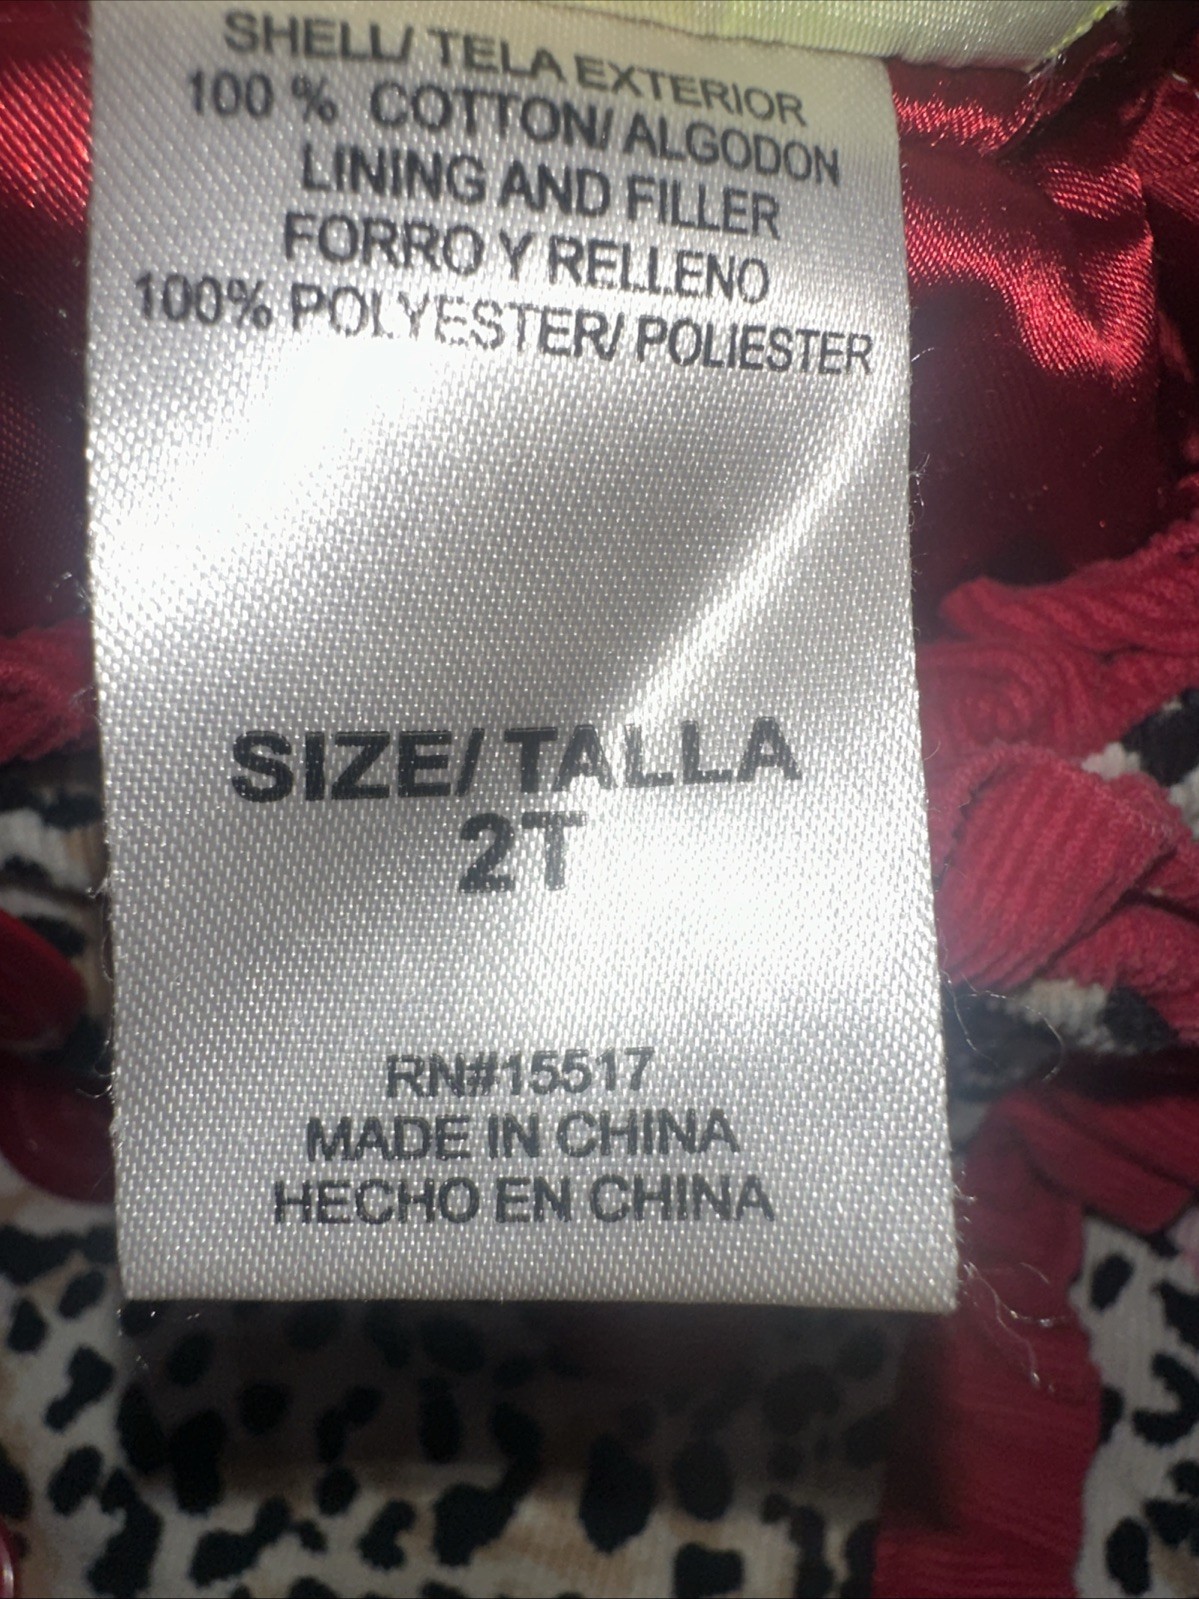 SHELL/ TELA EXTERIOR
100 % COTTON/ ALGODON
LINING AND FILLER
FORRO Y RELLENO
100% POLYESTER/ POLIESTER
SIZE/ TALLA
2T
RN#15517
MADE IN CHINA
HECHO EN CHINA